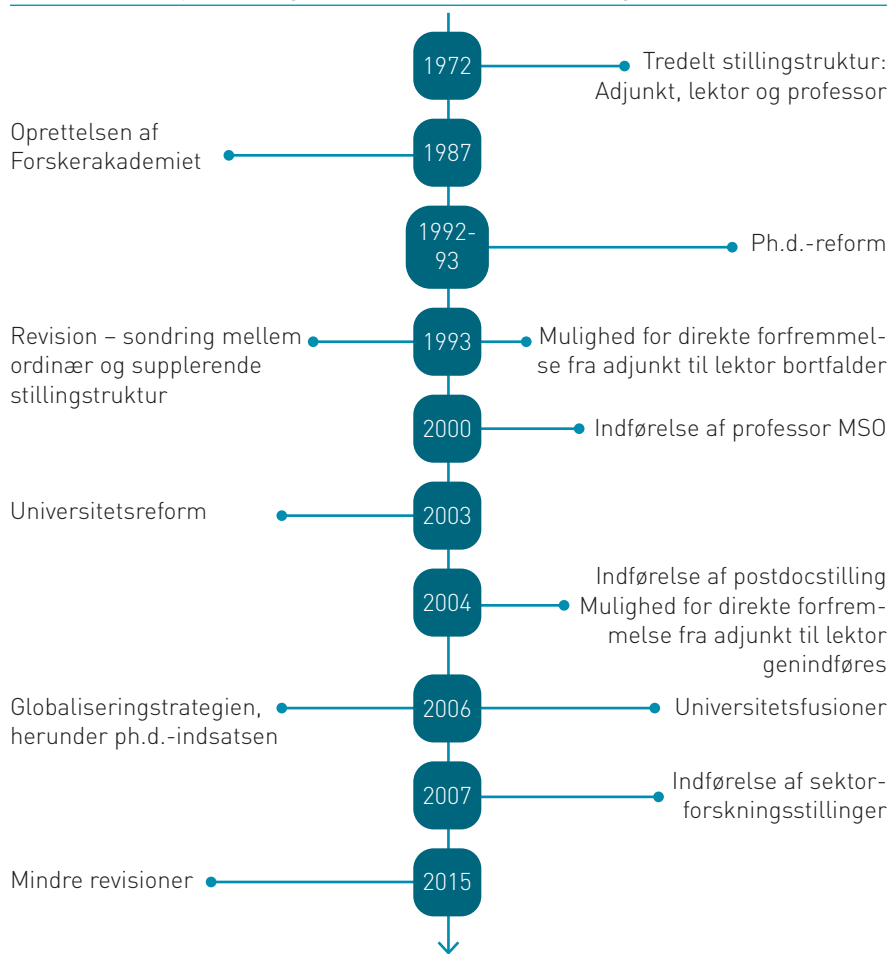 1972
Tredelt stillingstruktur:
Adjunkt, lektor og professor
Oprettelsen af
Forskerakademiet
1987
1992-
93
Ph.d.-reform
Revision – sondring mellem
ordinær og supplerende
stillingstruktur
1993
Mulighed for direkte forfremmel-
se fra adjunkt til lektor bortfalder
2000
Indførelse af professor MSO
Universitetsreform
2003
2004
Indførelse af postdocstilling
Mulighed for direkte forfrem-
melse fra adjunkt til lektor
genindføres
Globaliseringstrategien,
herunder ph.d.-indsatsen
2006
Universitetsfusioner
2007
Indførelse af sektor-
forskningsstillinger
Mindre revisioner
2015